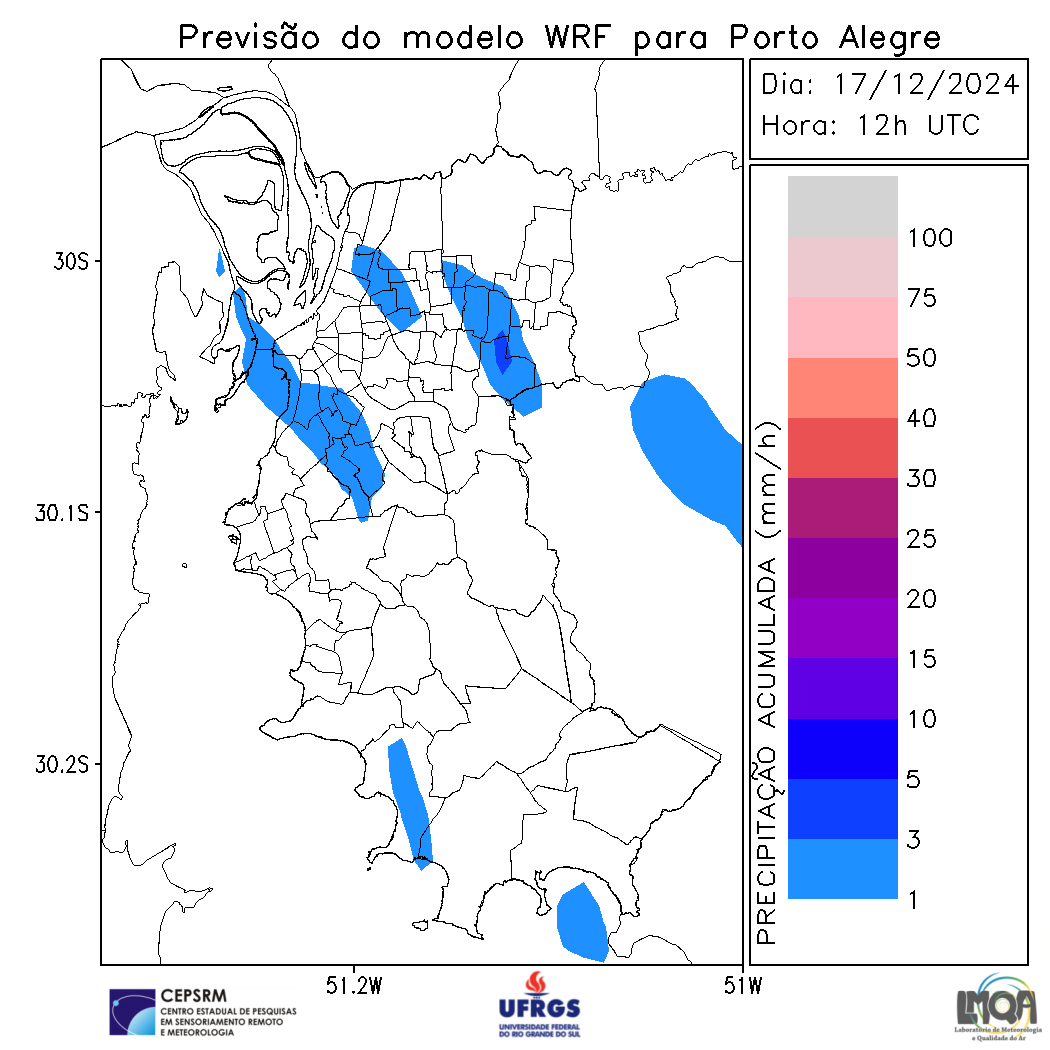 Previsão do modelo WRF para Porto Alegre
Dia: 17/12/2024
Hora: 12h UTC
30S
30.1S
30.2S
51.2W
51W
PRECIPITAÇÃO ACUMULADA (mm/h)
100
75
50
40
30
25
20
15
10
5
3
1
CEPSRM
CENTRO ESTADUAL DE PESQUISAS
EM SENSORIAMENTO REMOTO
E METEOROLOGIA
UFRGS
UNIVERSIDADE FEDERAL
DO RIO GRANDE DO SUL
LMQA
Laboratório de Meteorologia
e Qualidade do Ar